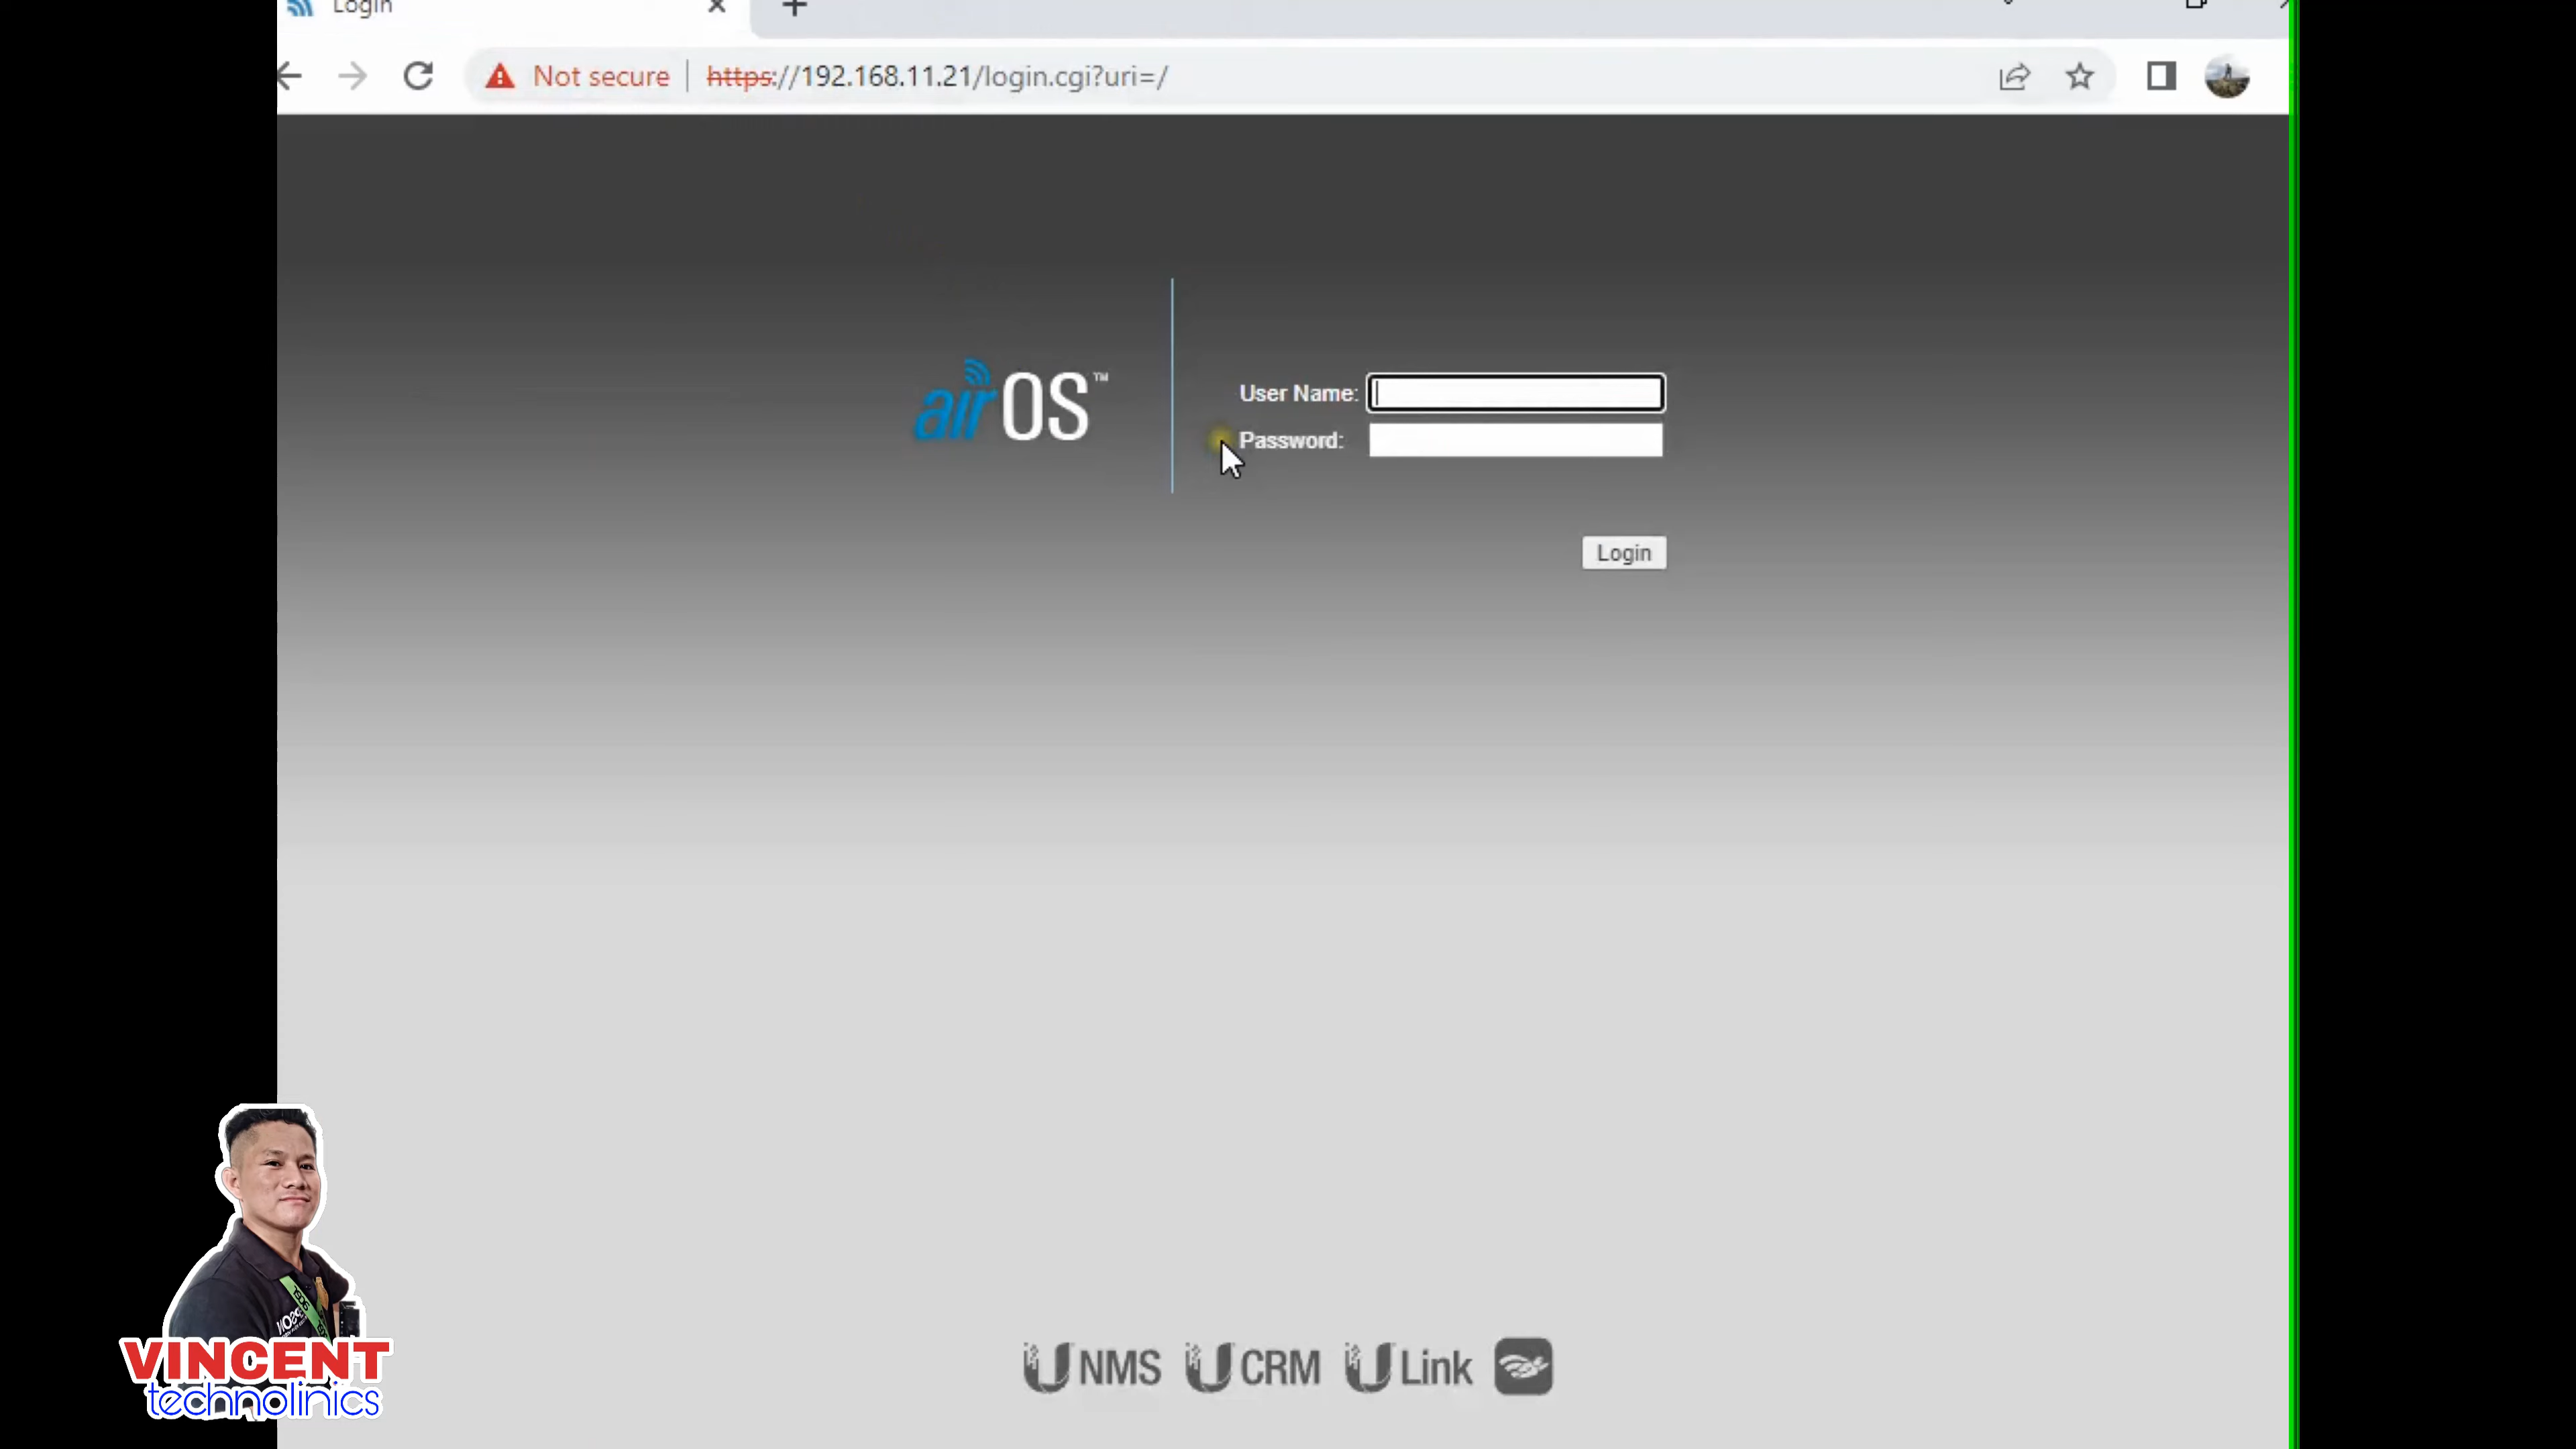 Login
Not secure
https://192.168.11.21/login.cgi?uri=/
airOS™
User Name:
Password:
Login
U NMS U CRM U Link
VINCENT
technolinics